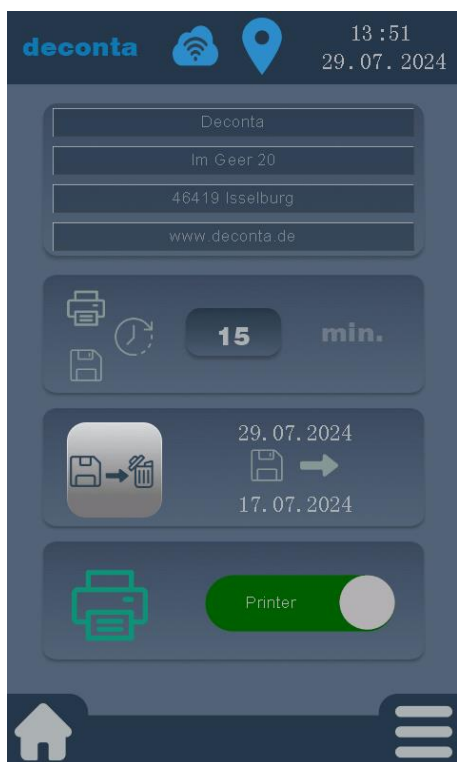 deconta
13:51
29.07.2024
Deconta
Im Geer 20
46419 Isselburg
www.deconta.de
15 min.
29.07.2024
17.07.2024
Printer